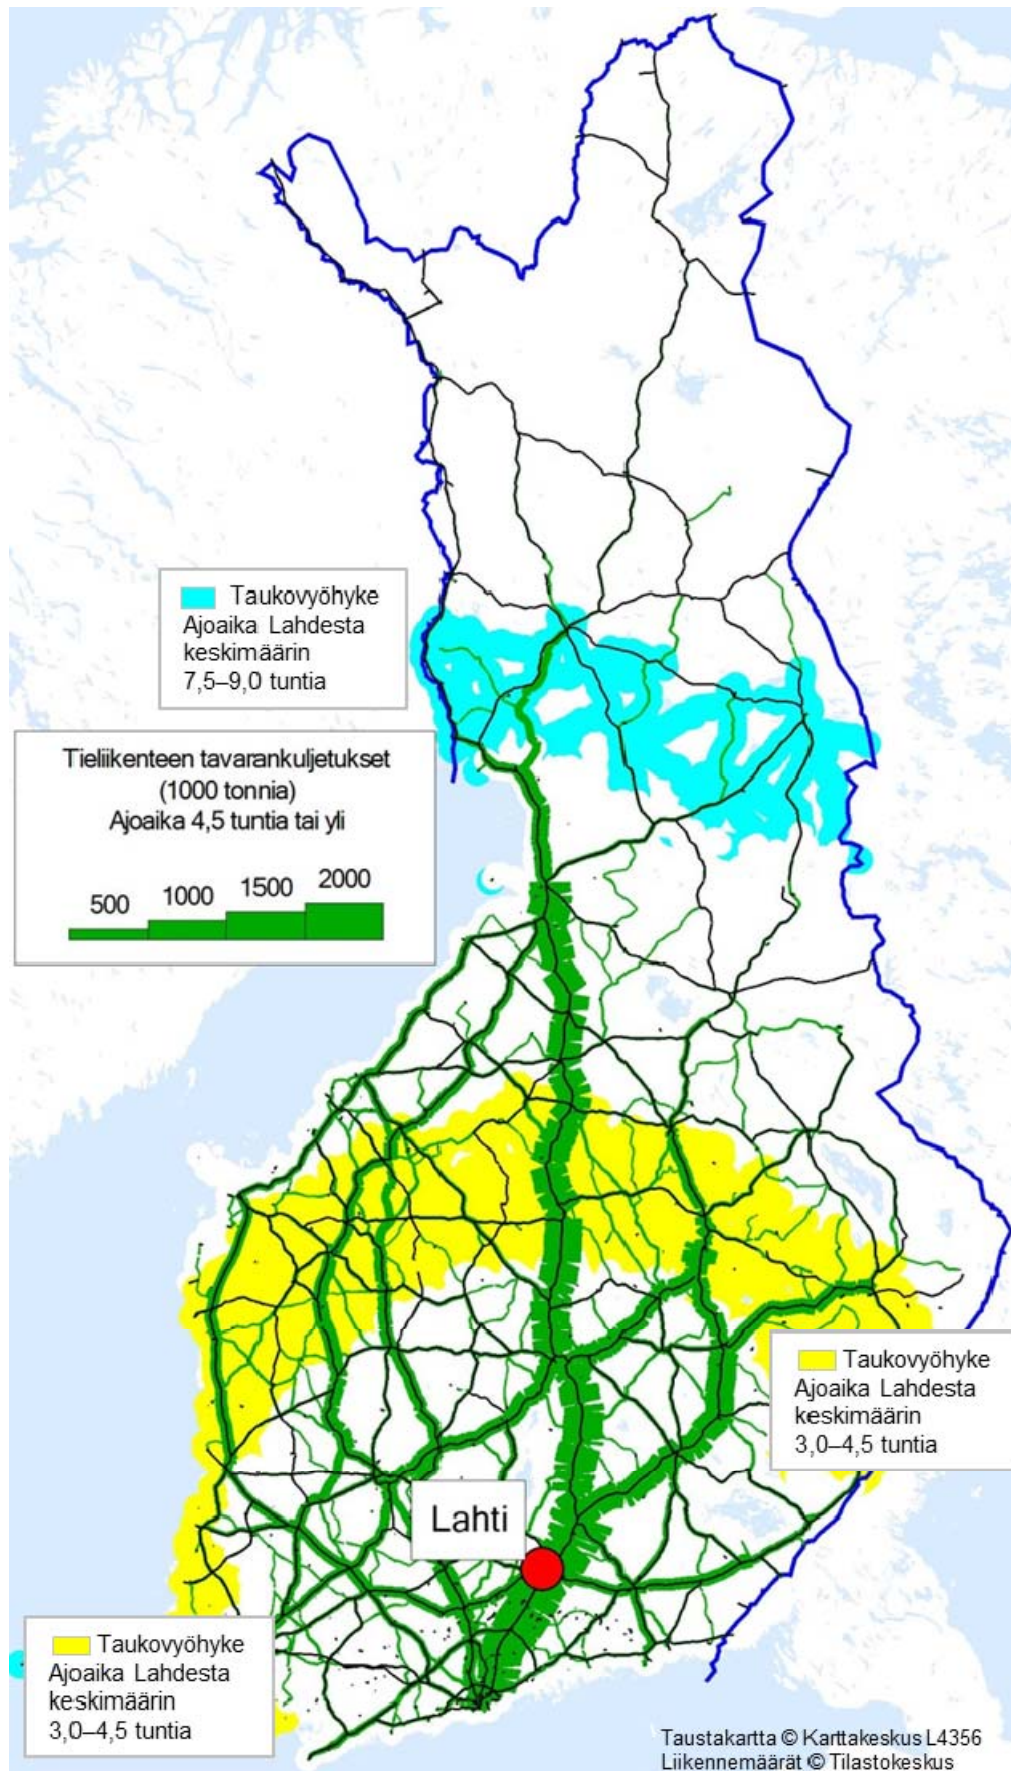 Taukovyöhyke
Ajoaika Lahdesta
keskimäärin
7,5–9,0 tuntia
Tieliikenteen tavarankuljetukset
(1000 tonnia)
Ajoaika 4,5 tuntia tai yli
500 1000 1500 2000
Taukovyöhyke
Ajoaika Lahdesta
keskimäärin
3,0–4,5 tuntia
Lahti
Taukovyöhyke
Ajoaika Lahdesta
keskimäärin
3,0–4,5 tuntia
Taustakartta © Karttakeskus L4356
Liikennemäärät © Tilastokeskus